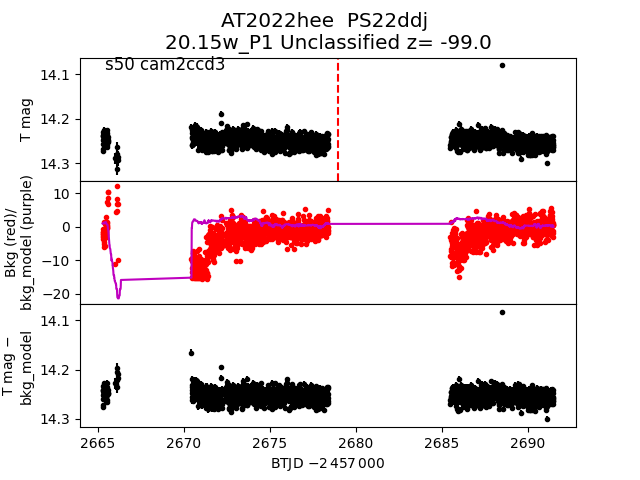 AT2022hee  PS22ddj
20.15w_P1 Unclassified z= -99.0
s50 cam2ccd3
T mag
14.1
14.2
14.3
Bkg (red)/
bkg_model (purple)
10
0
−10
−20
T mag −
bkg_model
14.1
14.2
14.3
2665 2670 2675 2680 2685 2690
BTJD −2 457 000